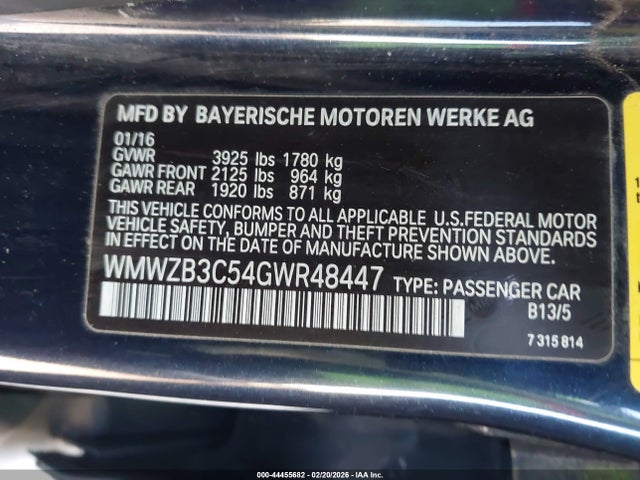 MFD BY BAYERISCHE MOTOREN WERKE AG
01/16
GVWR 3925 lbs 1780 kg
GAWR FRONT 2125 lbs 964 kg
GAWR REAR 1920 lbs 871 kg
THIS VEHICLE CONFORMS TO ALL APPLICABLE U.S.FEDERAL MOTOR
VEHICLE SAFETY, BUMPER AND THEFT PREVENTION STANDARDS
IN EFFECT ON THE DATE OF MANUFACTURE SHOWN ABOVE.
WMWZB3C54GWR48447 TYPE: PASSENGER CAR
B13/5
7 315 814
000-44455682 - 02/20/2026 - IAA Inc.